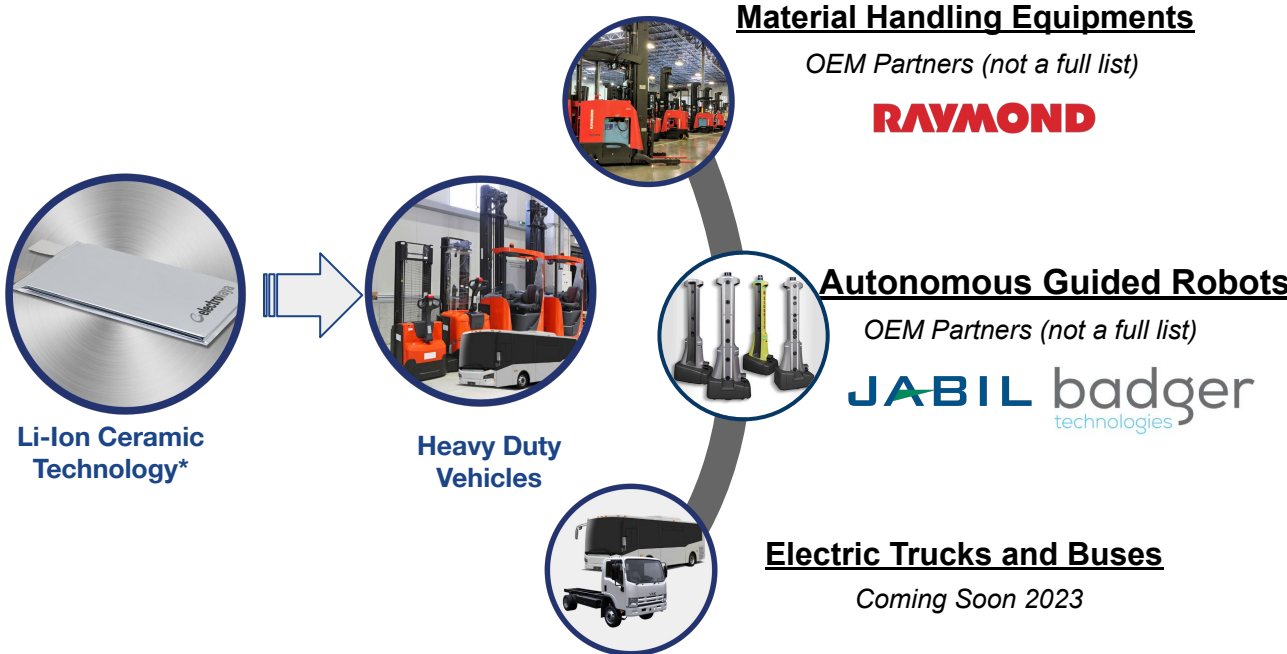 Material Handling Equipments
OEM Partners (not a full list)
RAYMOND
electrovaya
Li-Ion Ceramic
Technology*
Heavy Duty
Vehicles
Autonomous Guided Robots
OEM Partners (not a full list)
JABIL badger
technologies
Electric Trucks and Buses
Coming Soon 2023